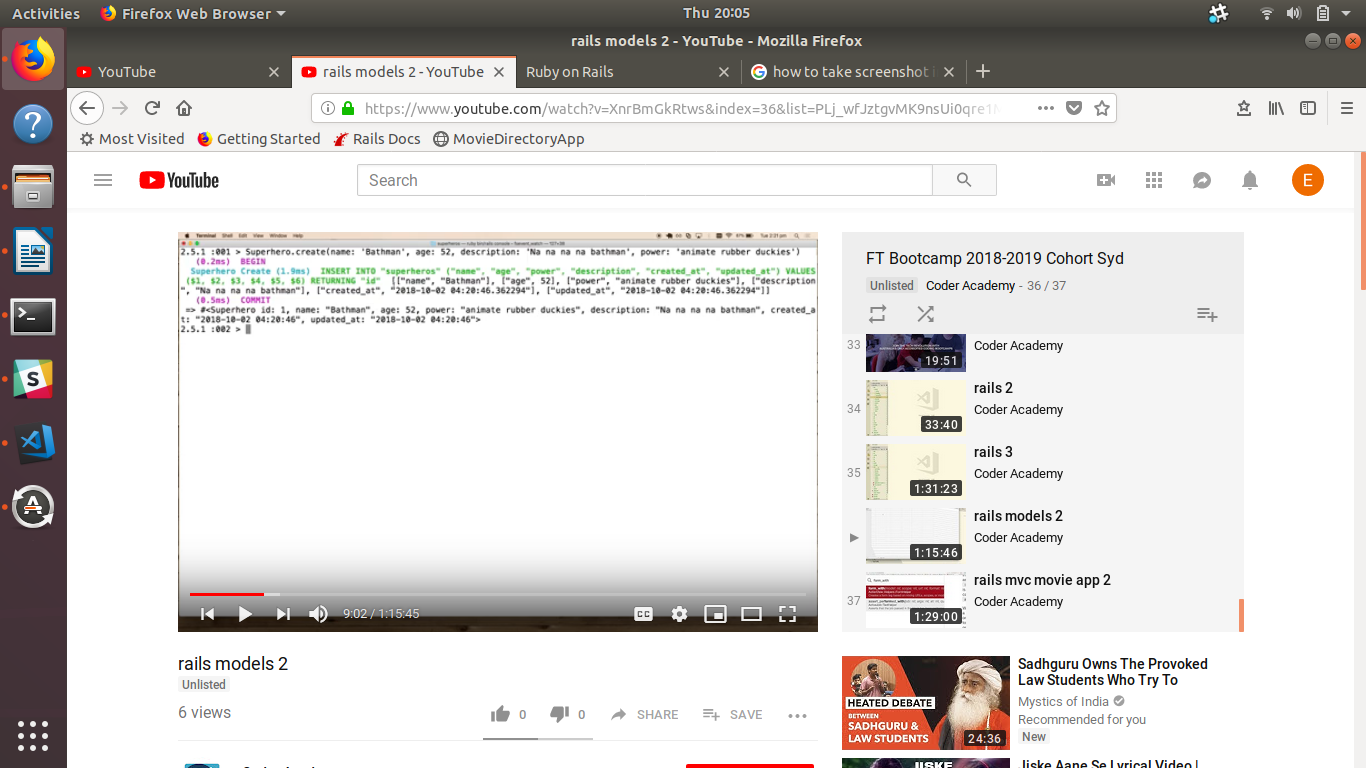 Activities
Firefox Web Browser
Thu 20:05
rails models 2 - YouTube - Mozilla Firefox
YouTube
rails models 2 - YouTube
Ruby on Rails
how to take screenshot i
https://www.youtube.com/watch?v=XnrBmGkRtws&index=36&list=PLj_wfJztgvMK9nsUi0qre1M
Most Visited
Getting Started
Rails Docs
MovieDirectoryApp
YouTube
Search
E
Terminal Shell Edit View Window Help
2.5.1 :001 > Superhero.create(name: 'Bathman', age: 52, description: 'Na na na na bathman', power: 'animate rubber duckies')
(0.2ms) BEGIN
Superhero Create (1.9ms) INSERT INTO "superheros" ("name", "age", "power", "description", "created_at", "updated_at") VALUES
($1, $2, $3, $4, $5, $6) RETURNING "id" [["name", "Bathman"], ["age", 52], ["power", "animate rubber duckies"], ["description
", "Na na na na bathman"], ["created_at", "2018-10-02 04:20:46.362294"], ["updated_at", "2018-10-02 04:20:46.362294"]]
(0.5ms) COMMIT
=> #<Superhero id: 1, name: "Bathman", age: 52, power: "animate rubber duckies", description: "Na na na na bathman", created_a
t: "2018-10-02 04:20:46", updated_at: "2018-10-02 04:20:46">
2.5.1 :002 >
9:02 / 1:15:45
CC
FT Bootcamp 2018-2019 Cohort Syd
Unlisted Coder Academy - 36 / 37
33
19:51
Coder Academy
34
33:40
rails 2
Coder Academy
35
1:31:23
rails 3
Coder Academy
1:15:46
rails models 2
Coder Academy
37
1:29:00
rails mvc movie app 2
Coder Academy
rails models 2
Unlisted
6 views
0
0
SHARE
SAVE
HEATED DEBATE
BETWEEN
SADHGURU &
LAW STUDENTS
24:36
Sadhguru Owns The Provoked
Law Students Who Try To
Mystics of India
Recommended for you
New
Jiske Aane Se Lyrical Video |